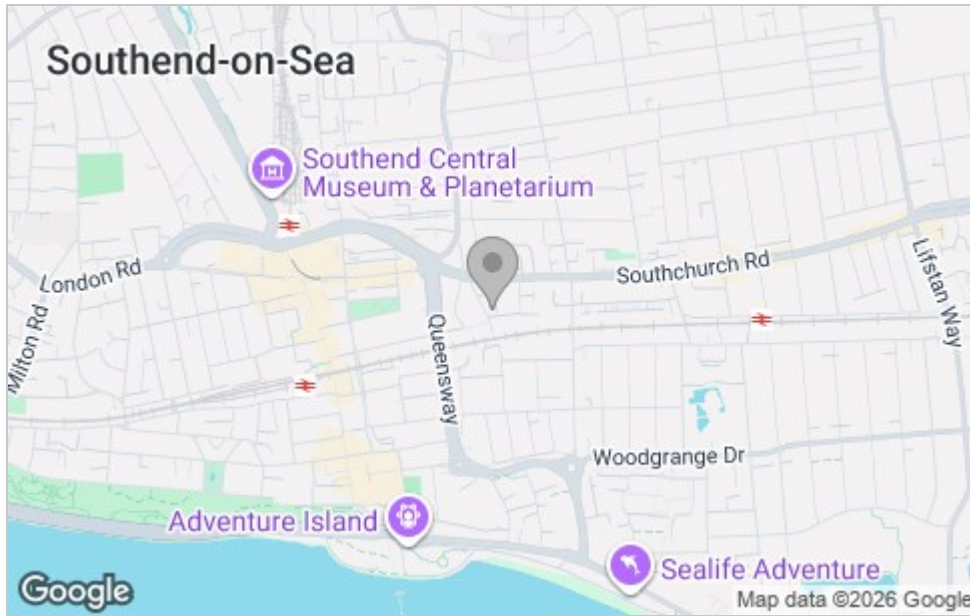 Southend-on-Sea
Southend Central
Museum & Planetarium
London Rd
Milton Rd
Queensway
Southchurch Rd
Lifstan Way
Woodgrange Dr
Adventure Island
Sealife Adventure
Google
Map data ©2026 Google